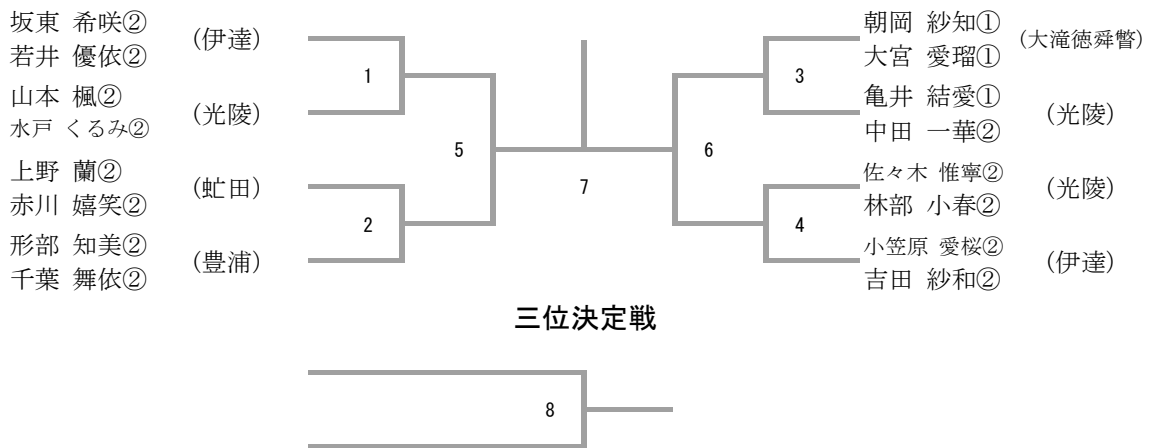 坂東 希咲②
(伊達)
若井 優依②
1
山本 楓②
(光陵)
水戸 くるみ②
5
上野 蘭②
(虻田)
赤川 嬉笑②
2
形部 知美②
(豊浦)
千葉 舞依②
7
朝岡 紗知①
(大滝徳舜瞥)
大宮 愛瑠①
3
亀井 結愛①
(光陵)
中田 一華②
6
佐々木 惟寧②
(光陵)
林部 小春②
4
小笠原 愛桜②
(伊達)
吉田 紗和②
三位決定戦
8